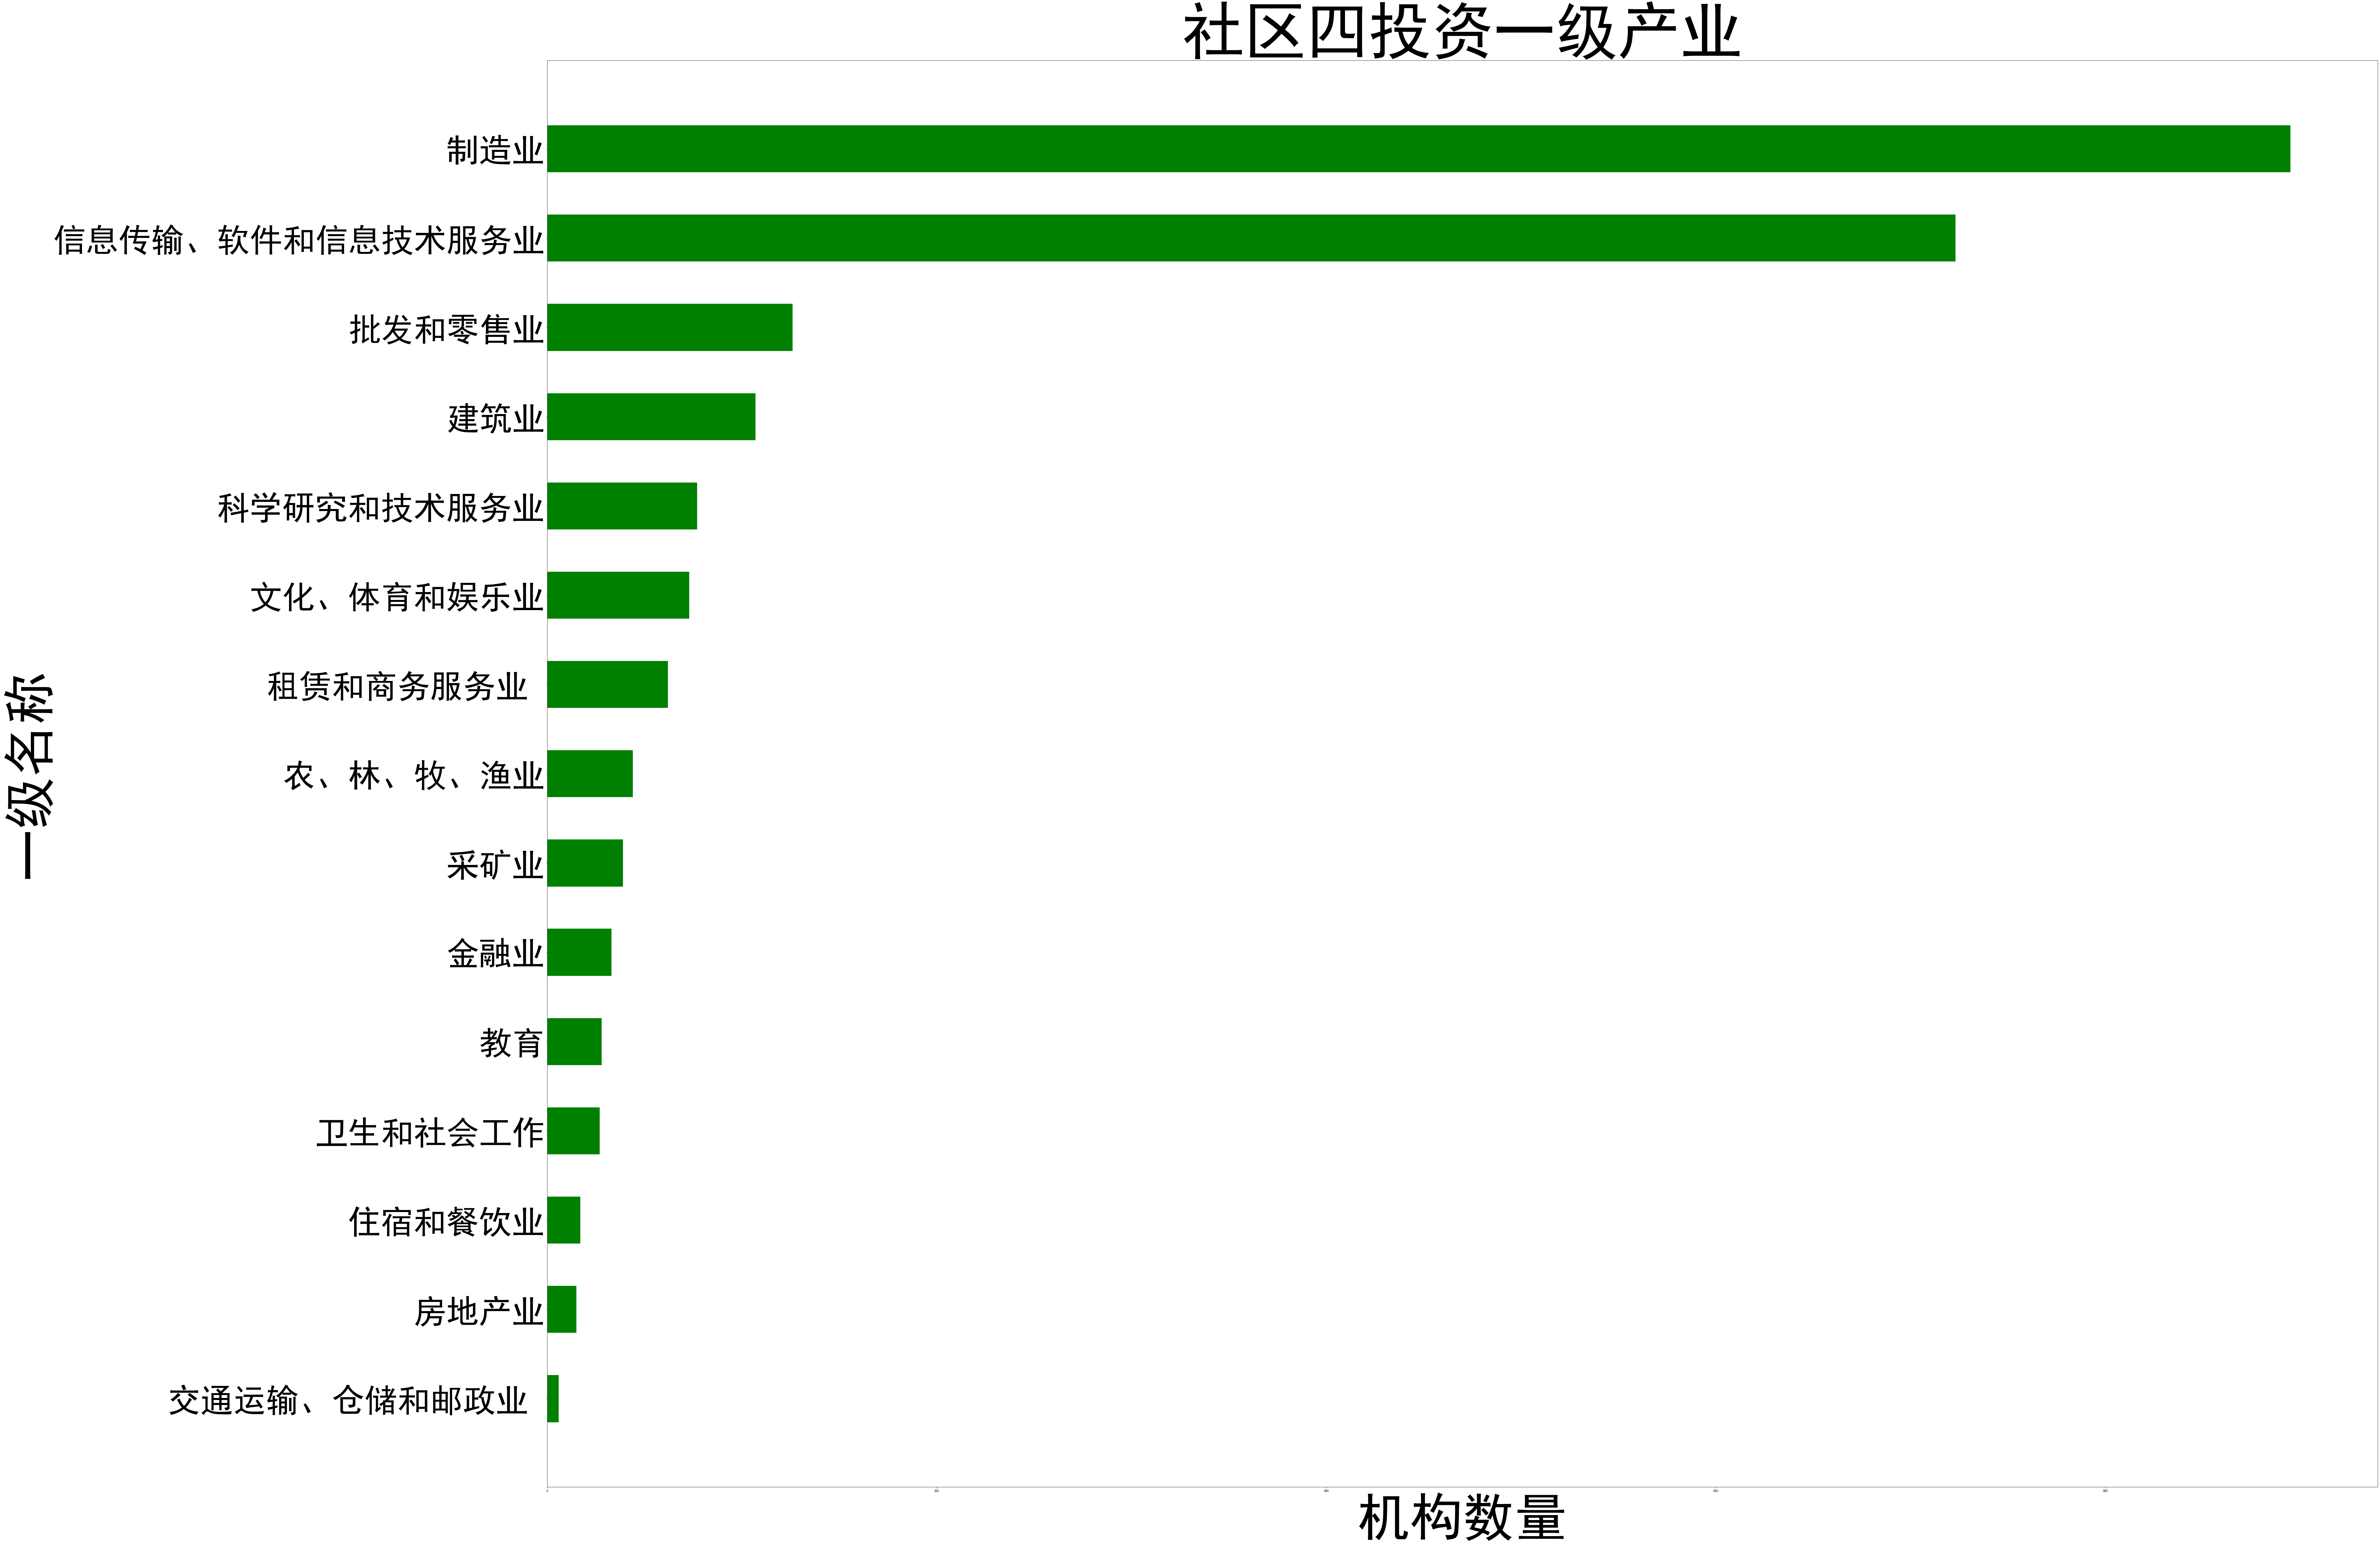 社区四投资一级产业
制造业
信息传输、软件和信息技术服务业
批发和零售业
建筑业
科学研究和技术服务业
文化、体育和娱乐业
租赁和商务服务业
农、林、牧、渔业
采矿业
金融业
教育
卫生和社会工作
住宿和餐饮业
房地产业
交通运输、仓储和邮政业
一级名称
机构数量